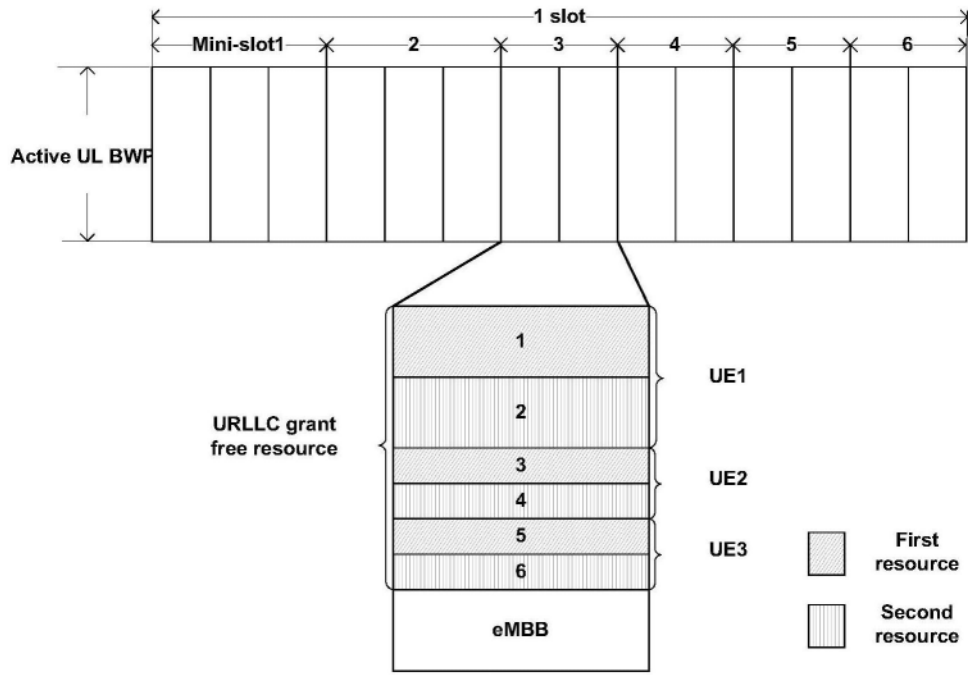 1 slot
Mini-slot1 2 3 4 5 6
Active UL BWP
1
UE1
2
URLLC grant
free resource
3
UE2
4
5
UE3
6
First
resource
eMBB
Second
resource